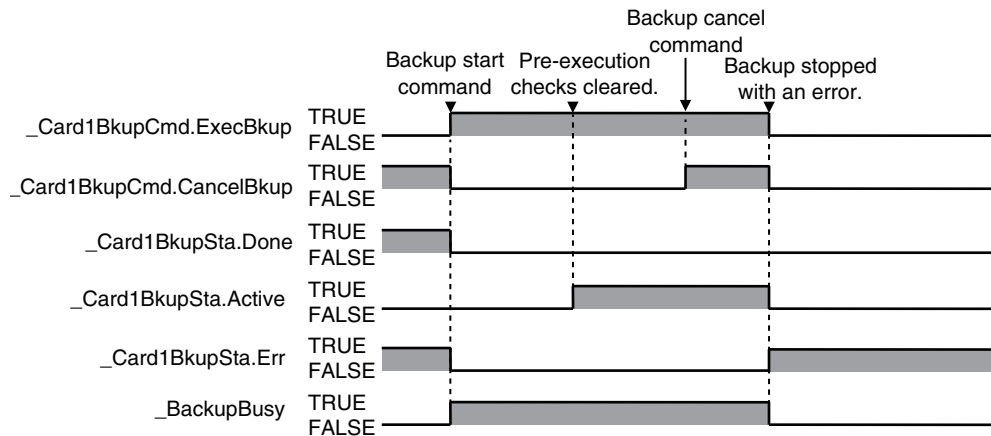 Backup cancel
command
Backup start
command
Pre-execution
checks cleared.
Backup stopped
with an error.
_Card1BkupCmd.ExecBkup
TRUE
FALSE
_Card1BkupCmd.CancelBkup
TRUE
FALSE
_Card1BkupSta.Done
TRUE
FALSE
_Card1BkupSta.Active
TRUE
FALSE
_Card1BkupSta.Err
TRUE
FALSE
_BackupBusy
TRUE
FALSE